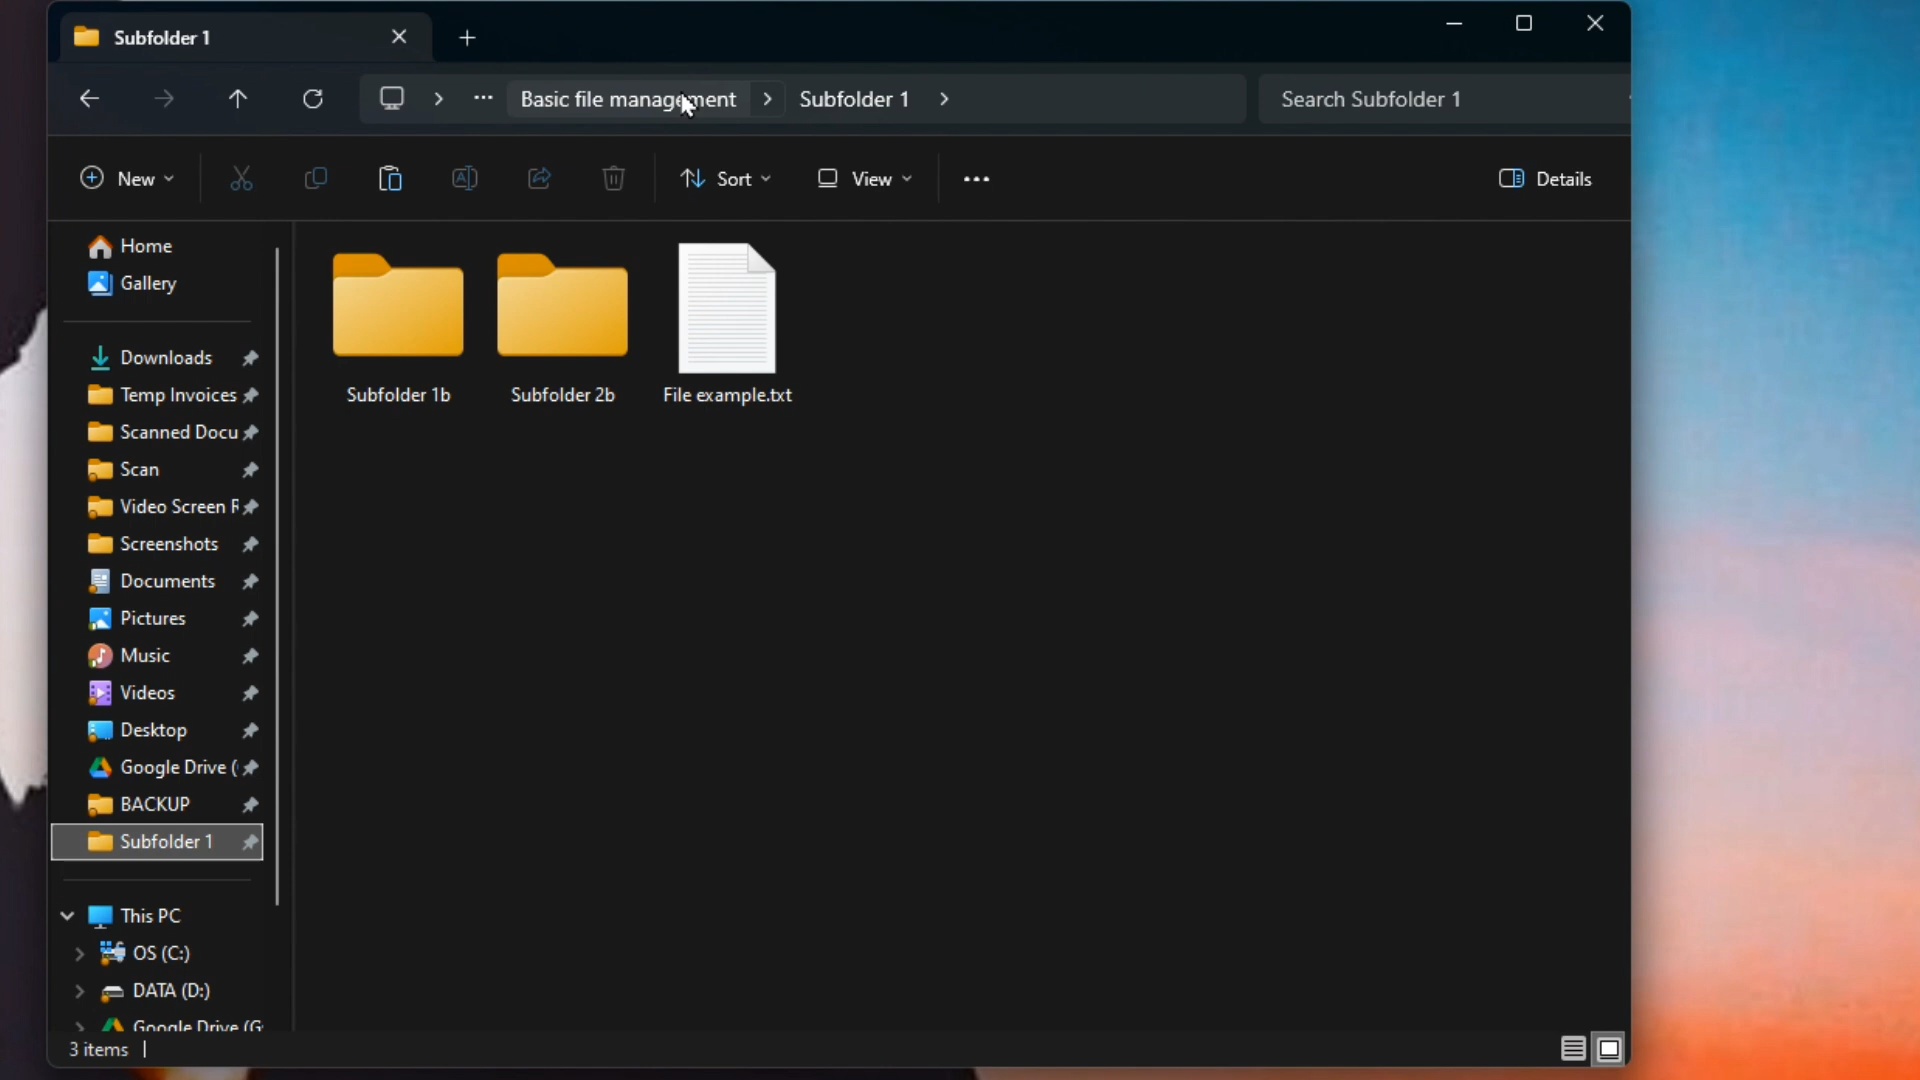 Subfolder 1
Basic file management
Subfolder 1
Search Subfolder 1
New
Sort
View
Details
Home
Gallery
Downloads
Temp Invoices
Scanned Docu
Scan
Video Screen R
Screenshots
Documents
Pictures
Music
Videos
Desktop
Google Drive (
BACKUP
Subfolder 1
This PC
OS (C:)
DATA (D:)
Google Drive (G:
Subfolder 1b
Subfolder 2b
File example.txt
3 items